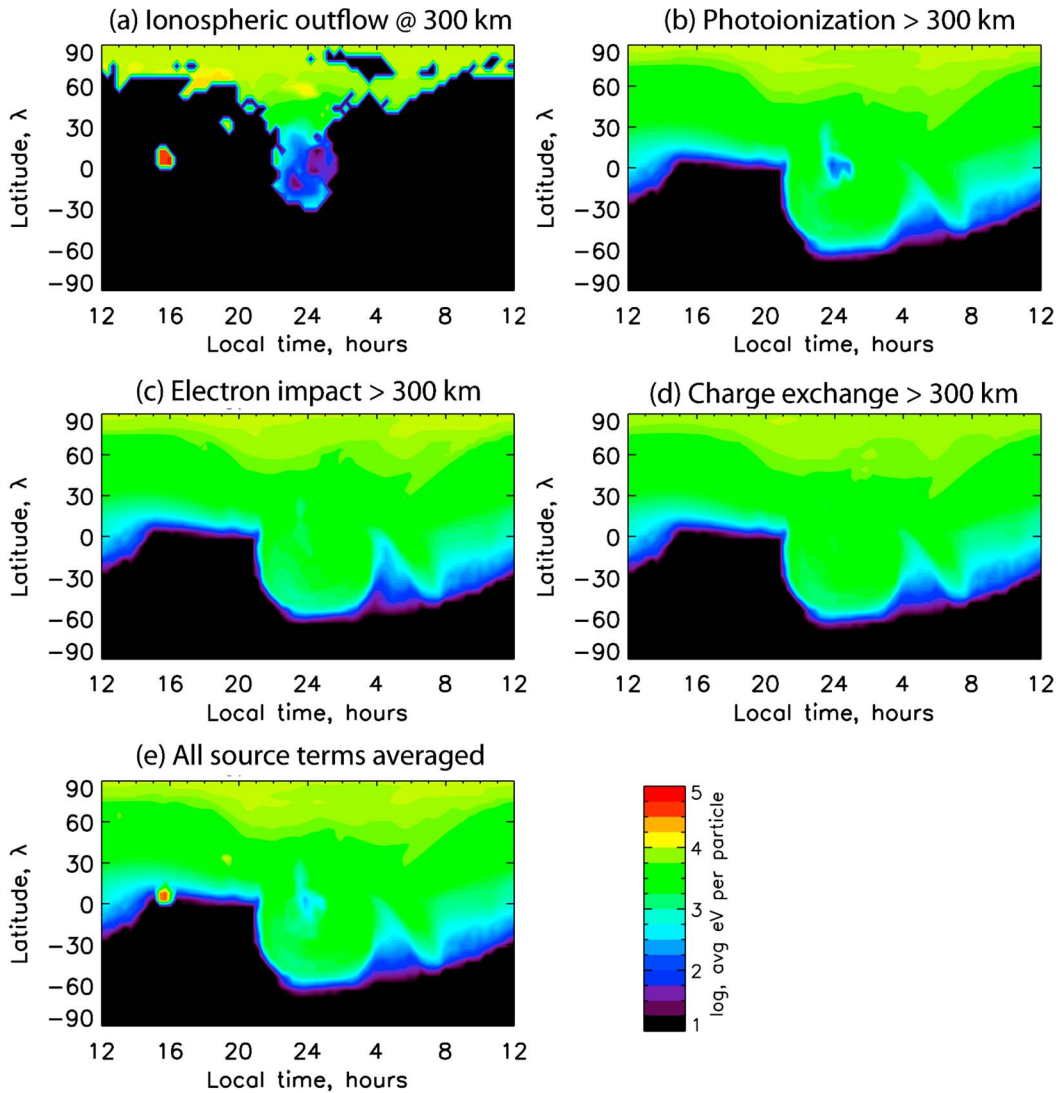 (a) Ionospheric outflow @ 300 km
90
60
30
0
−30
−60
−90
Latitude, λ
12 16 20 24 4 8 12
Local time, hours
(b) Photoionization > 300 km
90
60
30
0
−30
−60
−90
Latitude, λ
12 16 20 24 4 8 12
Local time, hours
(c) Electron impact > 300 km
90
60
30
0
−30
−60
−90
Latitude, λ
12 16 20 24 4 8 12
Local time, hours
(d) Charge exchange > 300 km
90
60
30
0
−30
−60
−90
Latitude, λ
12 16 20 24 4 8 12
Local time, hours
(e) All source terms averaged
90
60
30
0
−30
−60
−90
Latitude, λ
12 16 20 24 4 8 12
Local time, hours
5
4
3
2
1
log, avg eV per particle